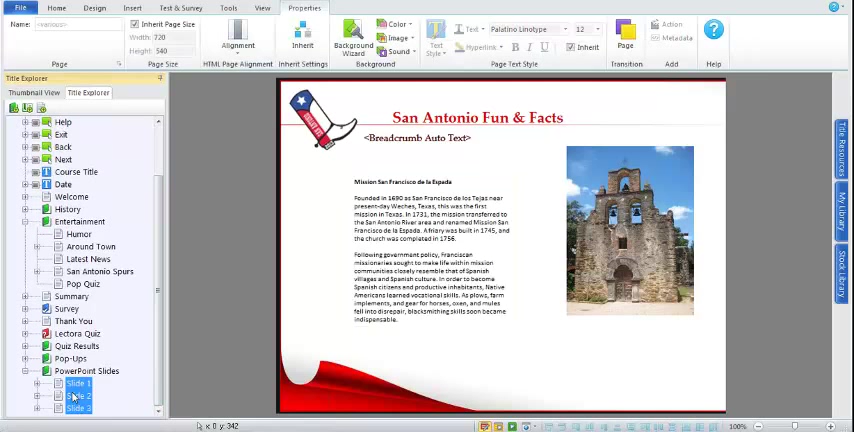 File Home Design Insert Test & Survey Tools View Properties
Name: <various> Inherit Page Size Color Text Palatino Linotype 12 Action
Width: 720 Image Hyperlink B I U Inherit Metadata
Height: 540 Alignment Inherit Background Wizard Sound Text Style Page Help
Page Page Size HTML Page Alignment Inherit Settings Background Page Text Style Transition Add
Title Explorer
Thumbnail View Title Explorer
Help
Exit
Back
Next
Course Title
Date
Welcome
History
Entertainment
Humor
Around Town
Latest News
San Antonio Spurs
Pop Quiz
Summary
Survey
Thank You
Lectora Quiz
Quiz Results
Pop-Ups
PowerPoint Slides
Slide 1
Slide 2
Slide 3
San Antonio Fun & Facts
<Breadcrumb Auto Text>
Mission San Francisco de la Espada
Founded in 1690 as San Francisco de los Tejas near
present-day Weches, Texas, this was the first
mission in Texas. In 1731, the mission transferred to
the San Antonio River area and renamed Mission San
Francisco de la Espada. A friary was built in 1745, and
the church was completed in 1756.
Following government policy, Franciscan
missionaries sought to make life within mission
communities closely resemble that of Spanish
villages and Spanish culture. In order to become
Spanish citizens and productive inhabitants, Native
Americans learned vocational skills. As plows, farm
implements, and gear for horses, oxen, and mules
fell into disrepair, blacksmithing skills soon became
indispensable.
Title Resources
My Library
Library Stock
x: 0 y: 342 100%